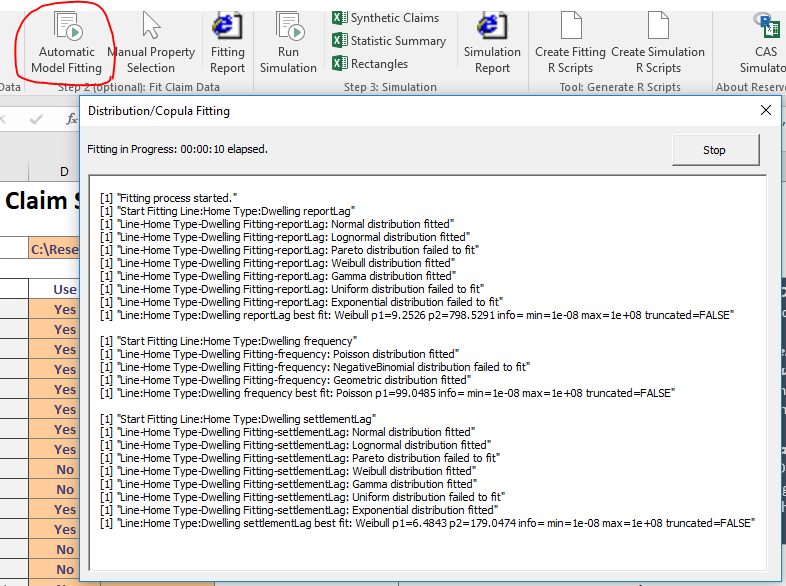 Synthetic Claims
Statistic Summary
Rectangles
Automatic
Model Fitting
Manual Property
Selection
Fitting
Report
Run
Simulation
Simulation
Report
Create Fitting
R Scripts
Create Simulation
R Scripts
CAS
Simulato
Data
Step 2 (optional): Fit Claim Data
Step 3: Simulation
Tool: Generate R Scripts
About Reserv
fx
D
Claim S
C:\Rese
Use
Yes
Yes
Yes
Yes
Yes
Yes
Yes
Yes
No
No
Yes
Yes
No
No
Distribution/Copula Fitting
Fitting in Progress: 00:00:10 elapsed.
Stop
[1] "Fitting process started."
[1] "Start Fitting Line:Home Type:Dwelling reportLag"
[1] "Line-Home Type-Dwelling Fitting-reportLag: Normal distribution fitted"
[1] "Line-Home Type-Dwelling Fitting-reportLag: Lognormal distribution fitted"
[1] "Line-Home Type-Dwelling Fitting-reportLag: Pareto distribution failed to fit"
[1] "Line-Home Type-Dwelling Fitting-reportLag: Weibull distribution fitted"
[1] "Line-Home Type-Dwelling Fitting-reportLag: Gamma distribution fitted"
[1] "Line-Home Type-Dwelling Fitting-reportLag: Uniform distribution failed to fit"
[1] "Line-Home Type-Dwelling Fitting-reportLag: Exponential distribution failed to fit"
[1] "Line:Home Type:Dwelling reportLag best fit: Weibull p1=9.2526 p2=798.5291 info= min=1e-08 max=1e+08 truncated=FALSE"
[1] "Start Fitting Line:Home Type:Dwelling frequency"
[1] "Line-Home Type-Dwelling Fitting-frequency: Poisson distribution fitted"
[1] "Line-Home Type-Dwelling Fitting-frequency: NegativeBinomial distribution failed to fit"
[1] "Line-Home Type-Dwelling Fitting-frequency: Geometric distribution fitted"
[1] "Line:Home Type:Dwelling frequency best fit: Poisson p1=99.0485 info= min=1e-08 max=1e+08 truncated=FALSE"
[1] "Start Fitting Line:Home Type:Dwelling settlementLag"
[1] "Line-Home Type-Dwelling Fitting-settlementLag: Normal distribution fitted"
[1] "Line-Home Type-Dwelling Fitting-settlementLag: Lognormal distribution fitted"
[1] "Line-Home Type-Dwelling Fitting-settlementLag: Pareto distribution failed to fit"
[1] "Line-Home Type-Dwelling Fitting-settlementLag: Weibull distribution fitted"
[1] "Line-Home Type-Dwelling Fitting-settlementLag: Gamma distribution fitted"
[1] "Line-Home Type-Dwelling Fitting-settlementLag: Uniform distribution failed to fit"
[1] "Line-Home Type-Dwelling Fitting-settlementLag: Exponential distribution fitted"
[1] "Line:Home Type:Dwelling settlementLag best fit: Weibull p1=6.4843 p2=179.0474 info= min=1e-08 max=1e+08 truncated=FALSE"